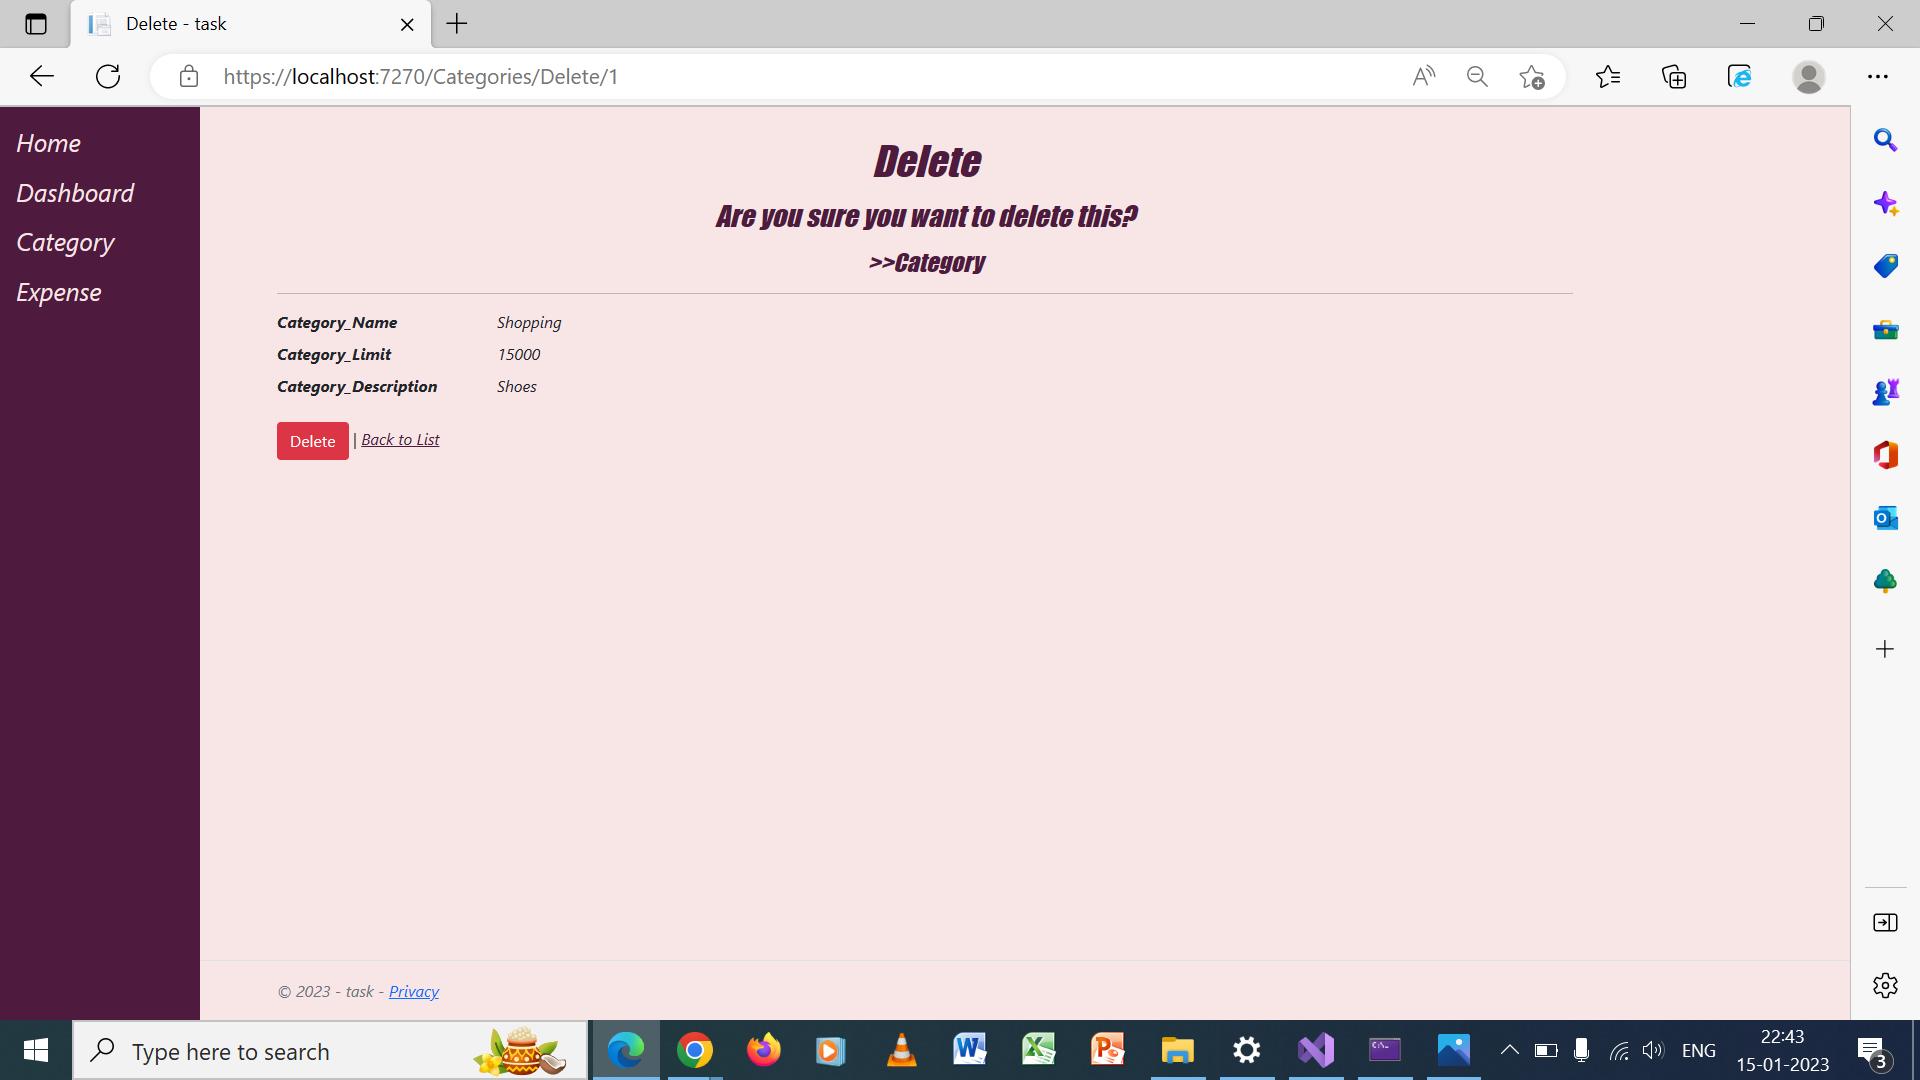 Delete - task
https://localhost:7270/Categories/Delete/1
Home
Dashboard
Category
Expense
Delete
Are you sure you want to delete this?
>>Category
Category_Name Shopping
Category_Limit 15000
Category_Description Shoes
Delete | Back to List
© 2023 - task - Privacy
Type here to search
ENG
22:43
15-01-2023
3